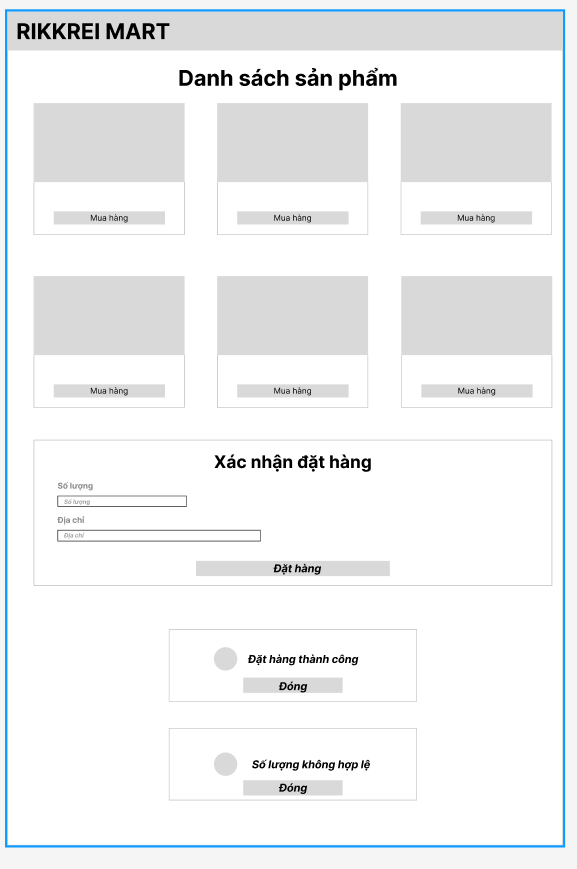 RIKKREI MART
Danh sách sản phẩm
Mua hàng
Mua hàng
Mua hàng
Mua hàng
Mua hàng
Mua hàng
Xác nhận đặt hàng
Số lượng
Số lượng
Địa chỉ
Địa chỉ
Đặt hàng
Đặt hàng thành công
Đóng
Số lượng không hợp lệ
Đóng